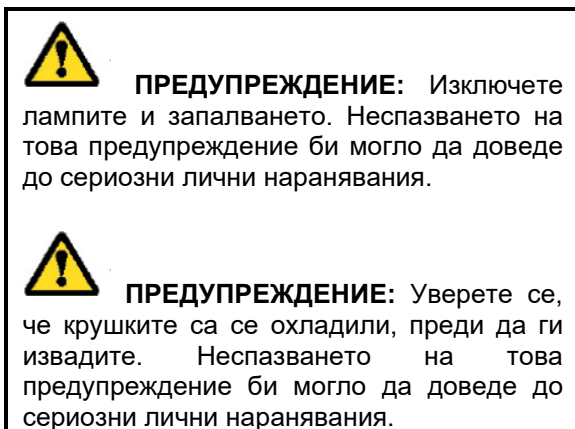 ПРЕДУПРЕЖДЕНИЕ: Изключете
лампите и запалването. Неспазването на
това предупреждение би могло да доведе
до сериозни лични наранявания.
ПРЕДУПРЕЖДЕНИЕ: Уверете се,
че крушките са се охладили, преди да ги
извадите. Неспазването на това
предупреждение би могло да доведе до
сериозни лични наранявания.